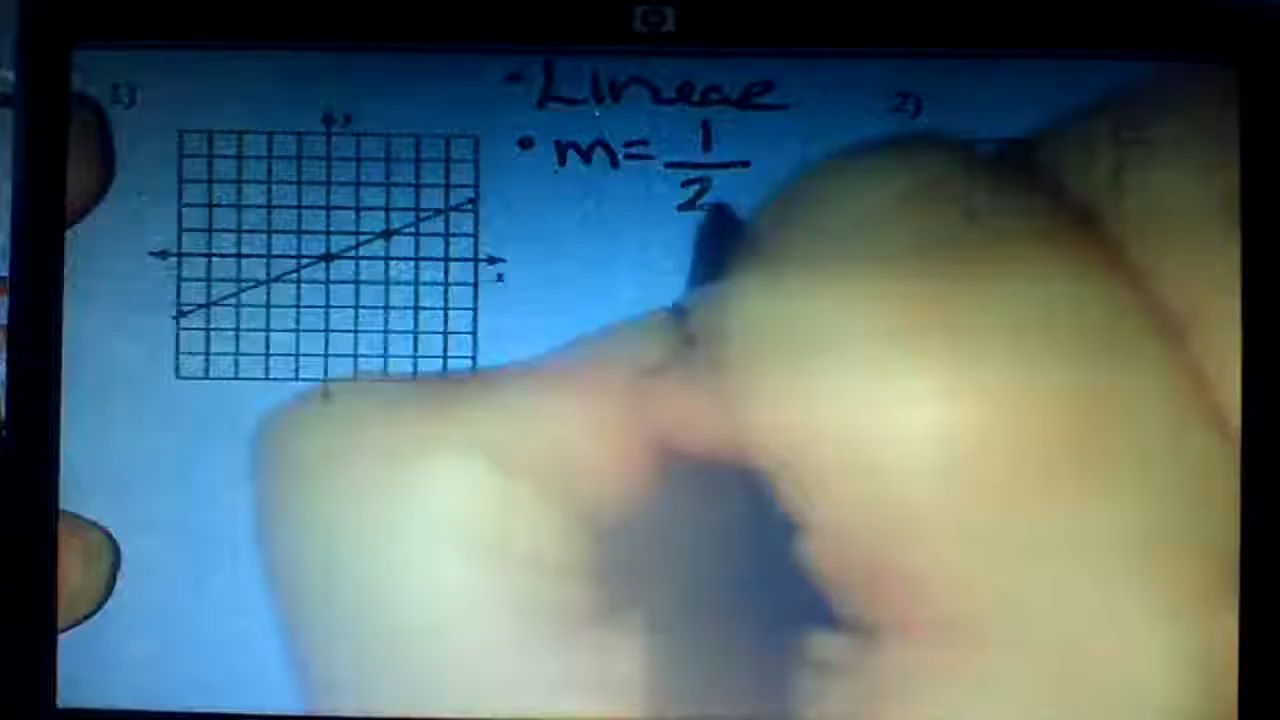 1)
y
x
• Linear
• m = 1/2
2)